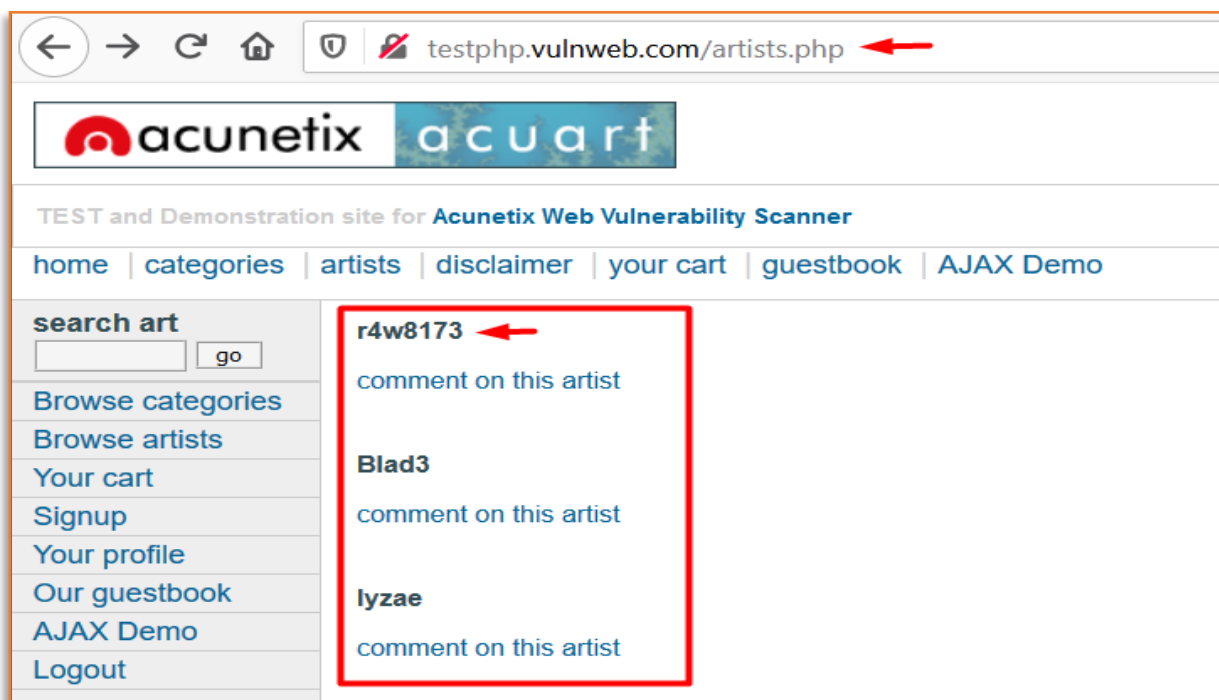 testphp.vulnweb.com/artists.php
acunetix acuart
TEST and Demonstration site for Acunetix Web Vulnerability Scanner
home | categories | artists | disclaimer | your cart | guestbook | AJAX Demo
search art
go
Browse categories
Browse artists
Your cart
Signup
Your profile
Our guestbook
AJAX Demo
Logout
r4w8173
comment on this artist
Blad3
comment on this artist
lyzae
comment on this artist